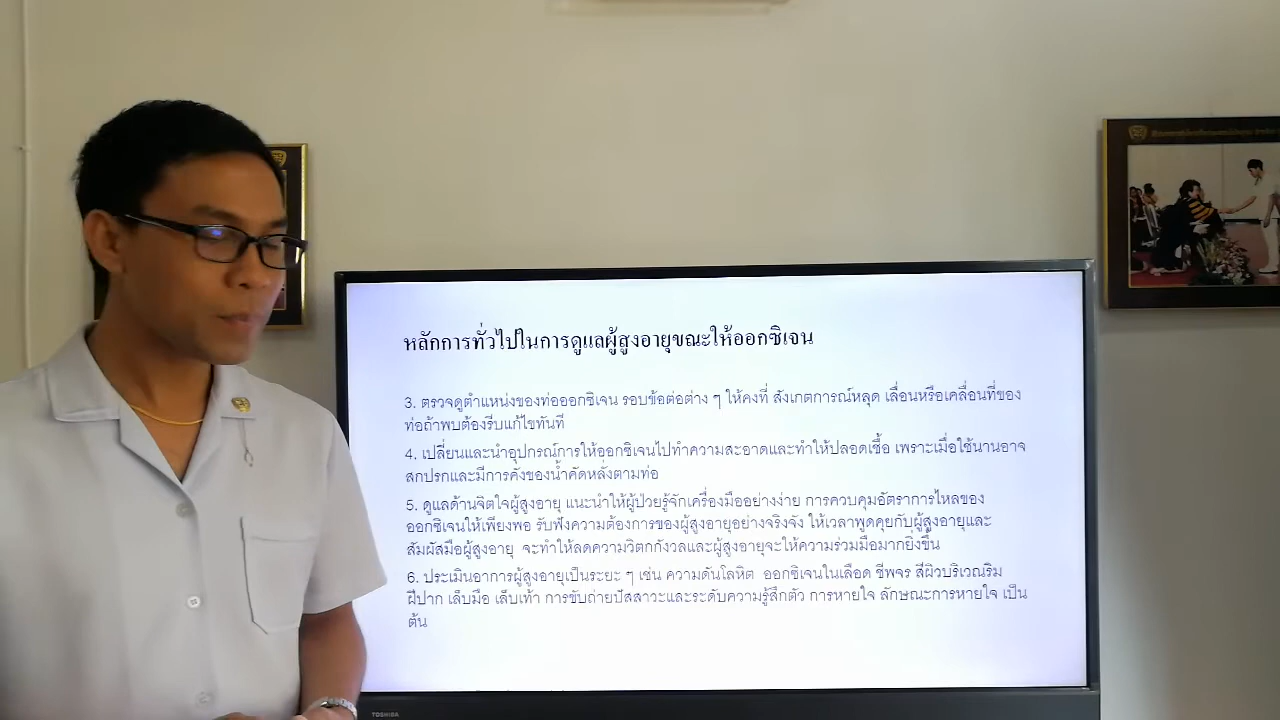 หลักการทั่วไปในการดูแลผู้สูงอายุขณะให้ออกซิเจน
3. ตรวจดูตำแหน่งของท่อออกซิเจน รอบข้อต่อต่าง ๆ ให้คงที่ สังเกตการณ์หลุด เลื่อนหรือเคลื่อนที่ของ
ท่อถ้าพบต้องรีบแก้ไขทันที
4. เปลี่ยนและนำอุปกรณ์การให้ออกซิเจนไปทำความสะอาดและทำให้ปลอดเชื้อ เพราะเมื่อใช้นานอาจ
สกปรกและมีการคั่งของน้ำคัดหลั่งตามท่อ
5. ดูแลด้านจิตใจผู้สูงอายุ แนะนำให้ผู้ป่วยรู้จักเครื่องมืออย่างง่าย การควบคุมอัตราการไหลของ
ออกซิเจนให้เพียงพอ รับฟังความต้องการของผู้สูงอายุอย่างจริงจัง ให้เวลาพูดคุยกับผู้สูงอายุและ
สัมผัสมือผู้สูงอายุ จะทำให้ลดความวิตกกังวลและผู้สูงอายุจะให้ความร่วมมือมากยิ่งขึ้น
6. ประเมินอาการผู้สูงอายุเป็นระยะ ๆ เช่น ความดันโลหิต ออกซิเจนในเลือด ชีพจร สีผิวบริเวณริม
ฝีปาก เล็บมือ เล็บเท้า การขับถ่ายปัสสาวะและระดับความรู้สึกตัว การหายใจ ลักษณะการหายใจ เป็น
ต้น
TOSHIBA